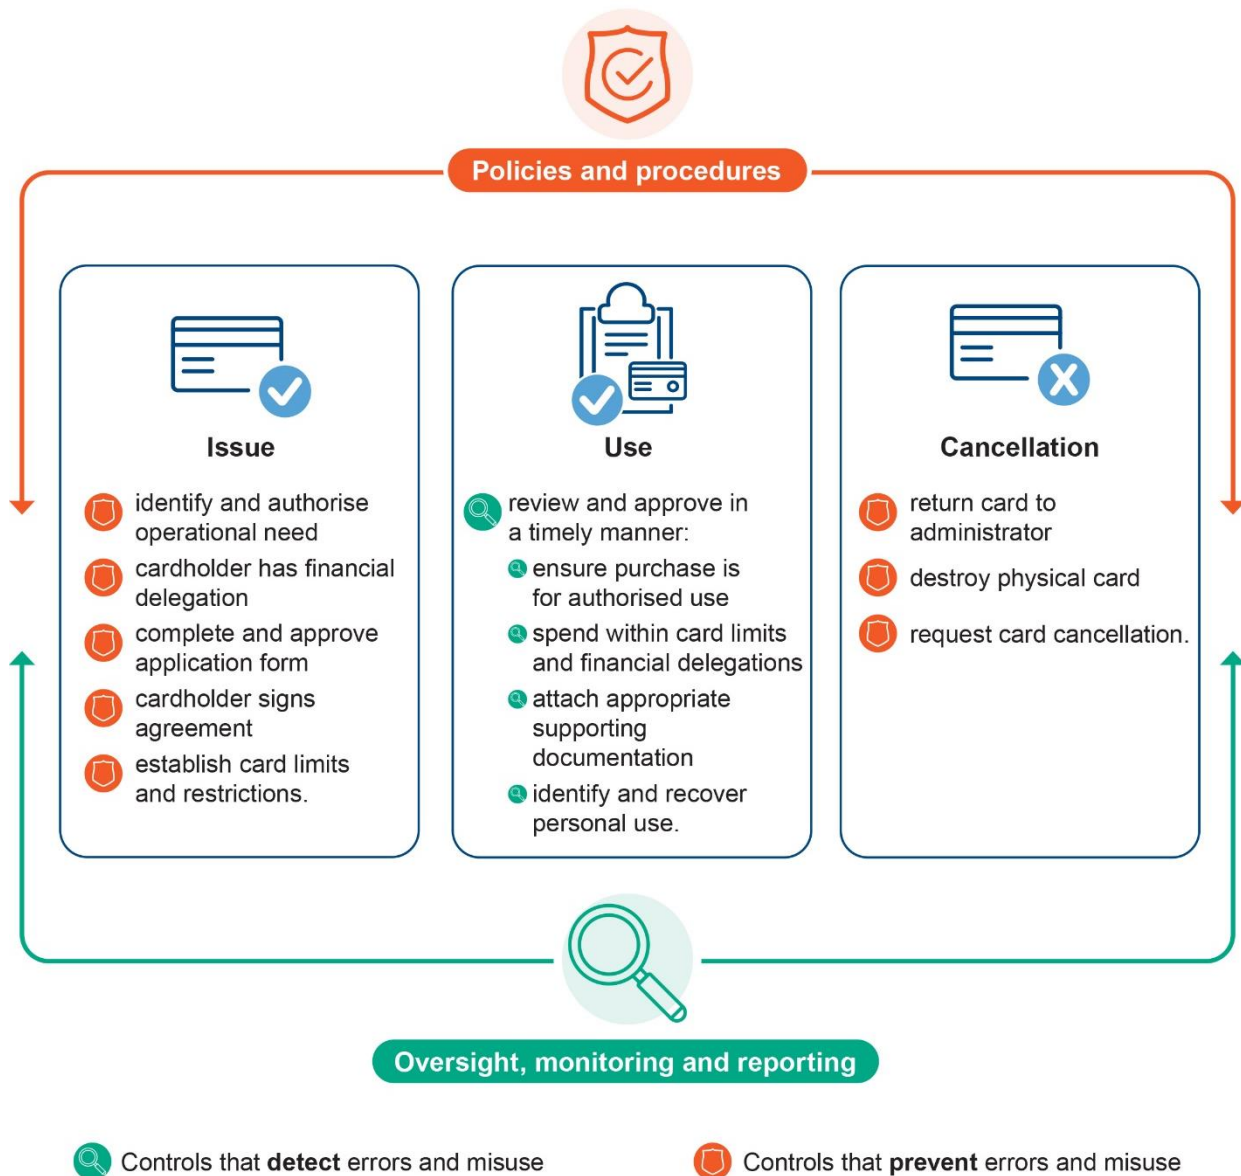 Policies and procedures
Issue
identify and authorise
operational need
cardholder has financial
delegation
complete and approve
application form
cardholder signs
agreement
establish card limits
and restrictions.
Use
review and approve in
a timely manner:
ensure purchase is
for authorised use
spend within card limits
and financial delegations
attach appropriate
supporting
documentation
identify and recover
personal use.
Cancellation
return card to
administrator
destroy physical card
request card cancellation.
Oversight, monitoring and reporting
Controls that detect errors and misuse
Controls that prevent errors and misuse